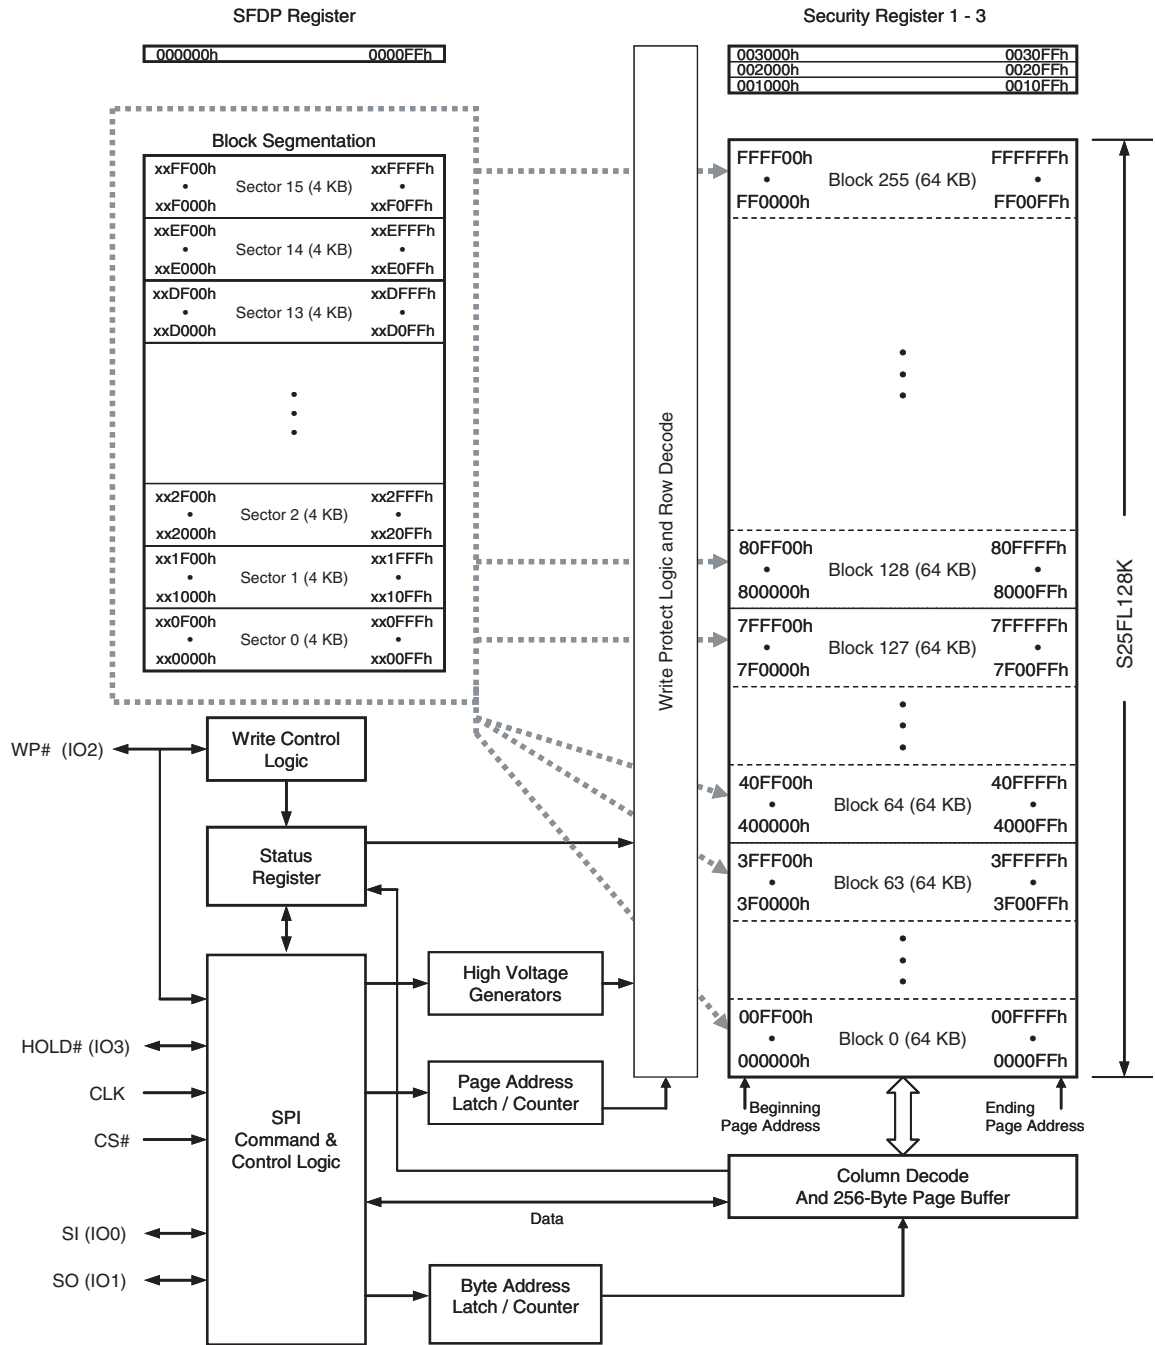 SFDP Register
000000h 0000FFh
Security Register 1 - 3
003000h 0030FFh
002000h 0020FFh
001000h 0010FFh
Block Segmentation
xxFF00h xxFFFFh
• Sector 15 (4 KB) •
xxF000h xxF0FFh
xxEF00h xxEFFFh
• Sector 14 (4 KB) •
xxE000h xxE0FFh
xxDF00h xxDFFFh
• Sector 13 (4 KB) •
xxD000h xxD0FFh
xx2F00h xx2FFFh
• Sector 2 (4 KB) •
xx2000h xx20FFh
xx1F00h xx1FFFh
• Sector 1 (4 KB) •
xx1000h xx10FFh
xx0F00h xx0FFFh
• Sector 0 (4 KB) •
xx0000h xx00FFh
Write Protect Logic and Row Decode
FFFF00h FFFFFFh
• Block 255 (64 KB) •
FF0000h FF00FFh
80FF00h 80FFFFh
• Block 128 (64 KB) •
800000h 8000FFh
7FFF00h 7FFFFFh
• Block 127 (64 KB) •
7F0000h 7F00FFh
40FF00h 40FFFFh
• Block 64 (64 KB) •
400000h 4000FFh
3FFF00h 3FFFFFh
• Block 63 (64 KB) •
3F0000h 3F00FFh
00FF00h 00FFFFh
• Block 0 (64 KB) •
000000h 0000FFh
S25FL128K
Beginning
Page Address
Ending
Page Address
WP# (IO2)
Write Control
Logic
Status
Register
HOLD# (IO3)
CLK
CS#
SI (IO0)
SO (IO1)
SPI
Command &
Control Logic
High Voltage
Generators
Page Address
Latch / Counter
Column Decode
And 256-Byte Page Buffer
Data
Byte Address
Latch / Counter